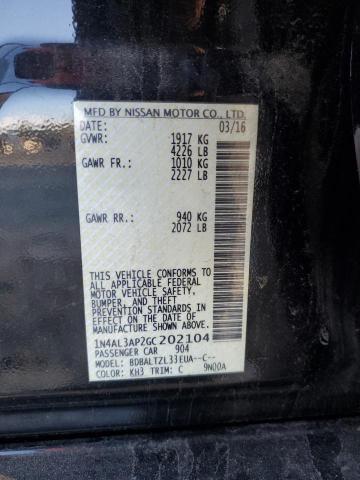 MFD BY NISSAN MOTOR CO., LTD.
DATE: 03/16
GVWR: 1917 KG
4226 LB
GAWR FR.: 1010 KG
2227 LB
GAWR RR.: 940 KG
2072 LB
THIS VEHICLE CONFORMS TO
ALL APPLICABLE FEDERAL
MOTOR VEHICLE SAFETY,
BUMPER, AND THEFT
PREVENTION STANDARDS IN
EFFECT ON THE DATE OF
MANUFACTURE SHOWN ABOVE.
1N4AL3AP2GC202104
PASSENGER CAR 904
MODEL: BDBALTZL33EUA--C--
COLOR: KH3 TRIM: C 9N00A